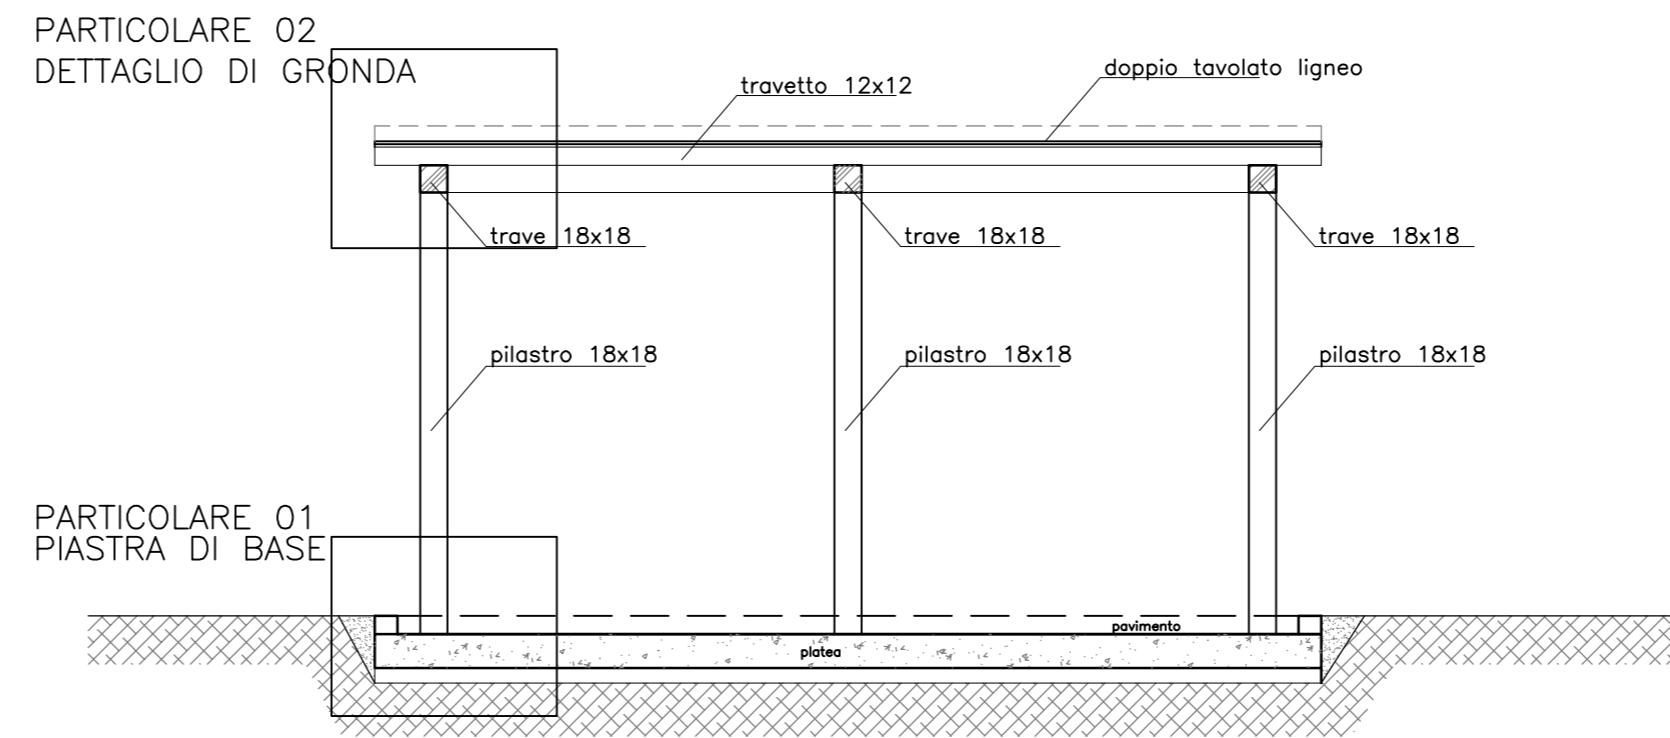 PARTICOLARE 02
DETTAGLIO DI GRONDA
travetto 12x12
doppio tavolato ligneo
trave 18x18
trave 18x18
trave 18x18
pilastro 18x18
pilastro 18x18
pilastro 18x18
PARTICOLARE 01
PIASTRA DI BASE
pavimento
platea